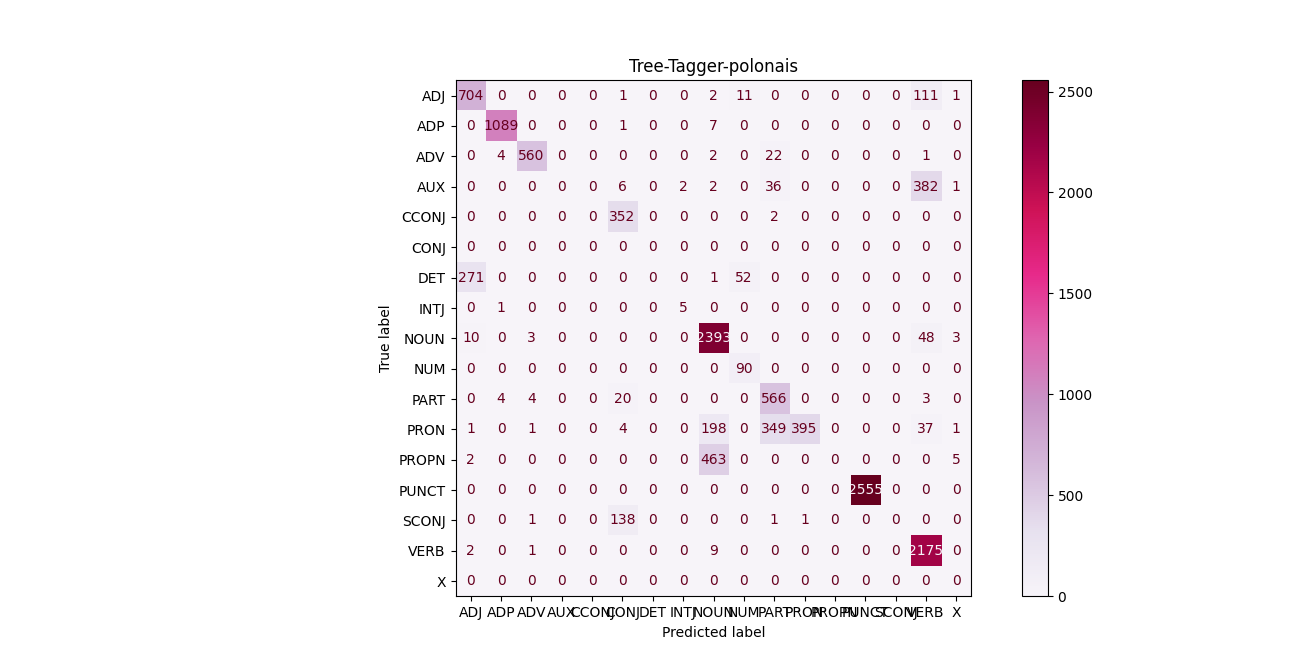 Tree-Tagger-polonais
ADJ 704 0 0 0 0 1 0 0 2 11 0 0 0 0 0 111 1
ADP 0 1089 0 0 0 1 0 0 7 0 0 0 0 0 0 0 0
ADV 0 4 560 0 0 0 0 0 2 0 22 0 0 0 0 1 0
AUX 0 0 0 0 0 6 0 2 2 0 36 0 0 0 0 382 1
CCONJ 0 0 0 0 0 352 0 0 0 0 2 0 0 0 0 0 0
CONJ 0 0 0 0 0 0 0 0 0 0 0 0 0 0 0 0 0
DET 271 0 0 0 0 0 0 0 1 52 0 0 0 0 0 0 0
INTJ 0 1 0 0 0 0 0 5 0 0 0 0 0 0 0 0 0
NOUN 10 0 3 0 0 0 0 0 2393 0 0 0 0 0 0 48 3
NUM 0 0 0 0 0 0 0 0 0 90 0 0 0 0 0 0 0
PART 0 4 4 0 0 20 0 0 0 0 566 0 0 0 0 3 0
PRON 1 0 1 0 0 4 0 0 198 0 349 395 0 0 0 37 1
PROPN 2 0 0 0 0 0 0 0 463 0 0 0 0 0 0 0 5
PUNCT 0 0 0 0 0 0 0 0 0 0 0 0 0 2555 0 0 0
SCONJ 0 0 1 0 0 138 0 0 0 0 1 1 0 0 0 0 0
VERB 2 0 1 0 0 0 0 0 9 0 0 0 0 0 0 2175 0
X 0 0 0 0 0 0 0 0 0 0 0 0 0 0 0 0 0
ADJ ADP ADV AUX CCONJ CONJ DET INTJ NOUN NUM PART PRON PROPN PUNCT SCONJ VERB X
True label
Predicted label
2500
2000
1500
1000
500
0